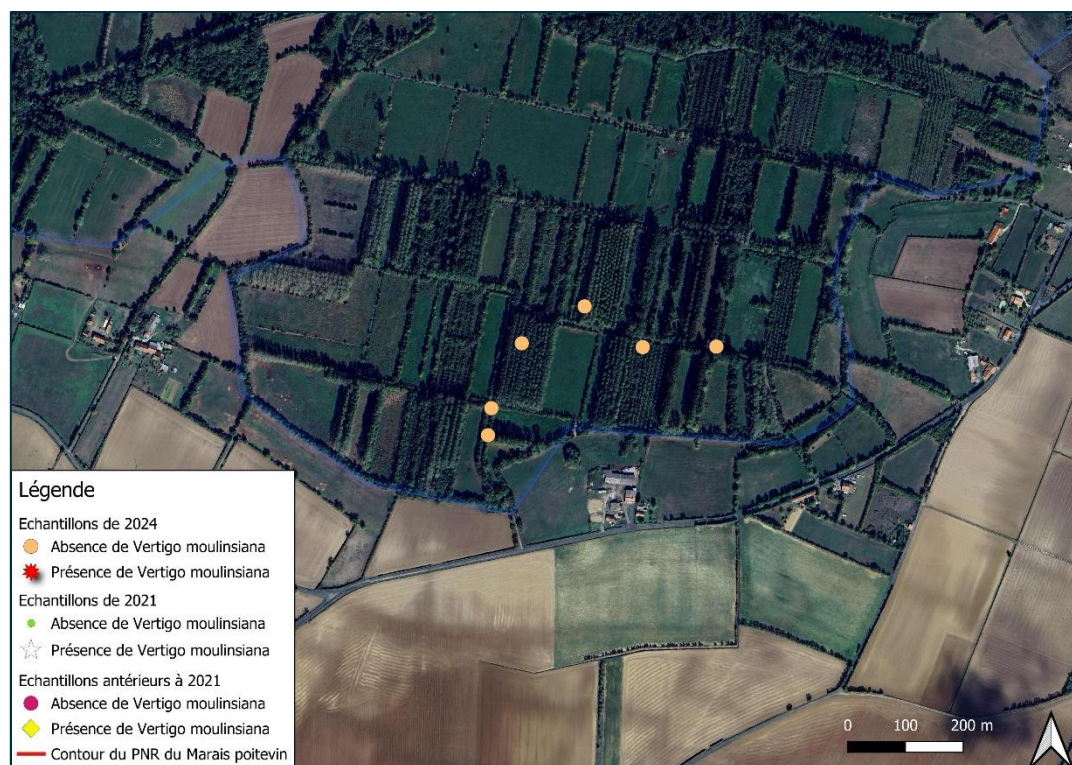 Légende
Echantillons de 2024
Absence de Vertigo moulinsiana
Présence de Vertigo moulinsiana
Echantillons de 2021
Absence de Vertigo moulinsiana
Présence de Vertigo moulinsiana
Echantillons antérieurs à 2021
Absence de Vertigo moulinsiana
Présence de Vertigo moulinsiana
Contour du PNR du Marais poitevin
0 100 200 m